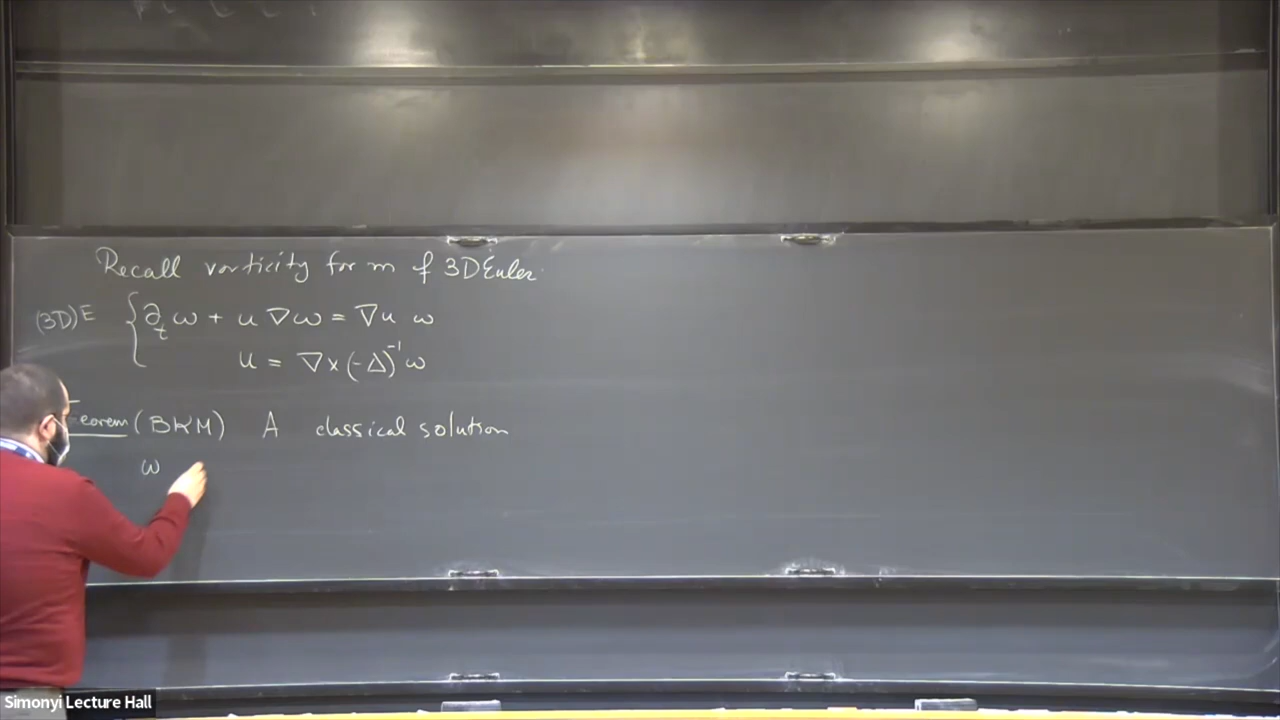 Recall vorticity form of 3D Euler.
(3D) E { ∂_t ω + u ∇ω = ∇u ω
u = ∇×(-Δ)^{-1} ω
eorem (BKM) A classical solution
ω
Simonyi Lecture Hall